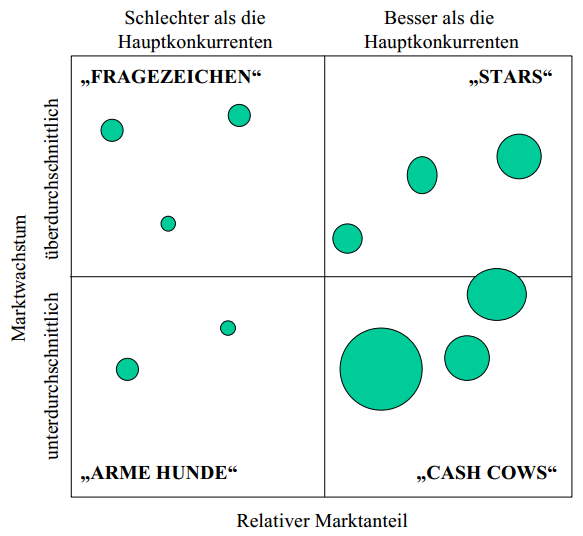 Schlechter als die
Hauptkonkurrenten
Besser als die
Hauptkonkurrenten
„FRAGEZEICHEN“
„STARS“
Marktwachstum
überdurchschnittlich
unterdurchschnittlich
„ARME HUNDE“
„CASH COWS“
Relativer Marktanteil